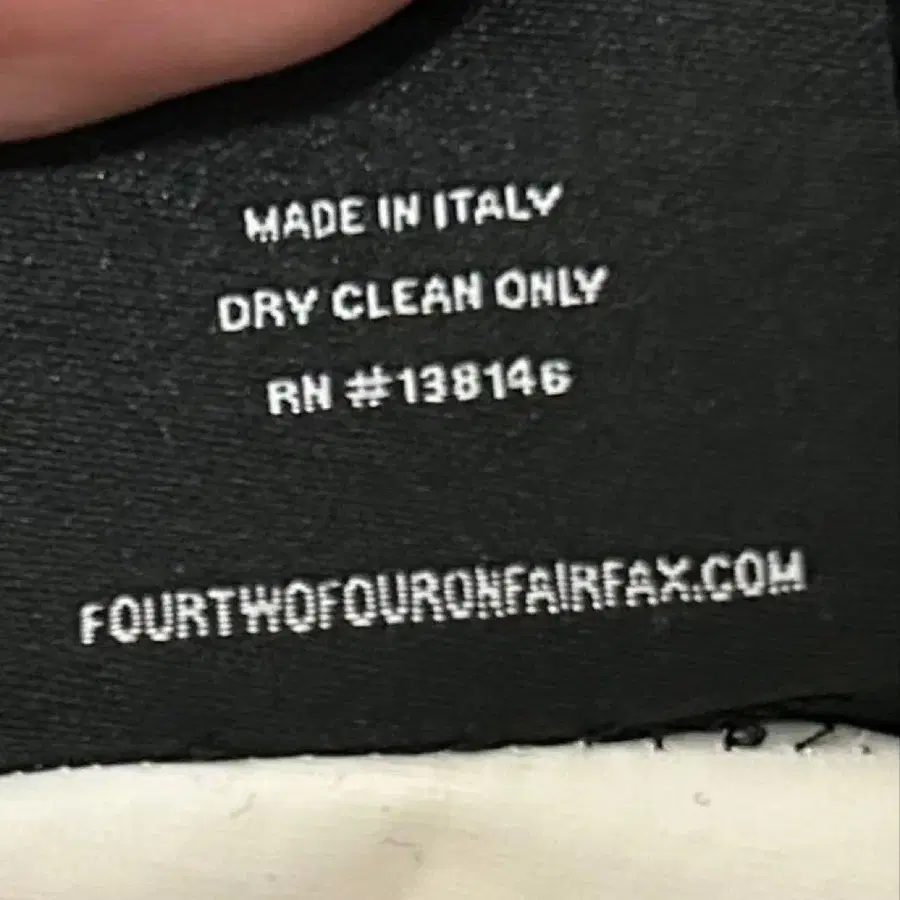 MADE IN ITALY
DRY CLEAN ONLY
RN #138146
FOURTWOFOURONFAIRFAX.COM